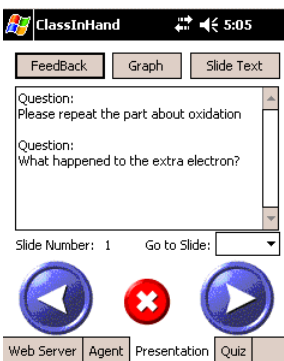 ClassInHand 5:05
FeedBack Graph Slide Text
Question:
Please repeat the part about oxidation
Question:
What happened to the extra electron?
Slide Number: 1 Go to Slide:
Web Server Agent Presentation Quiz